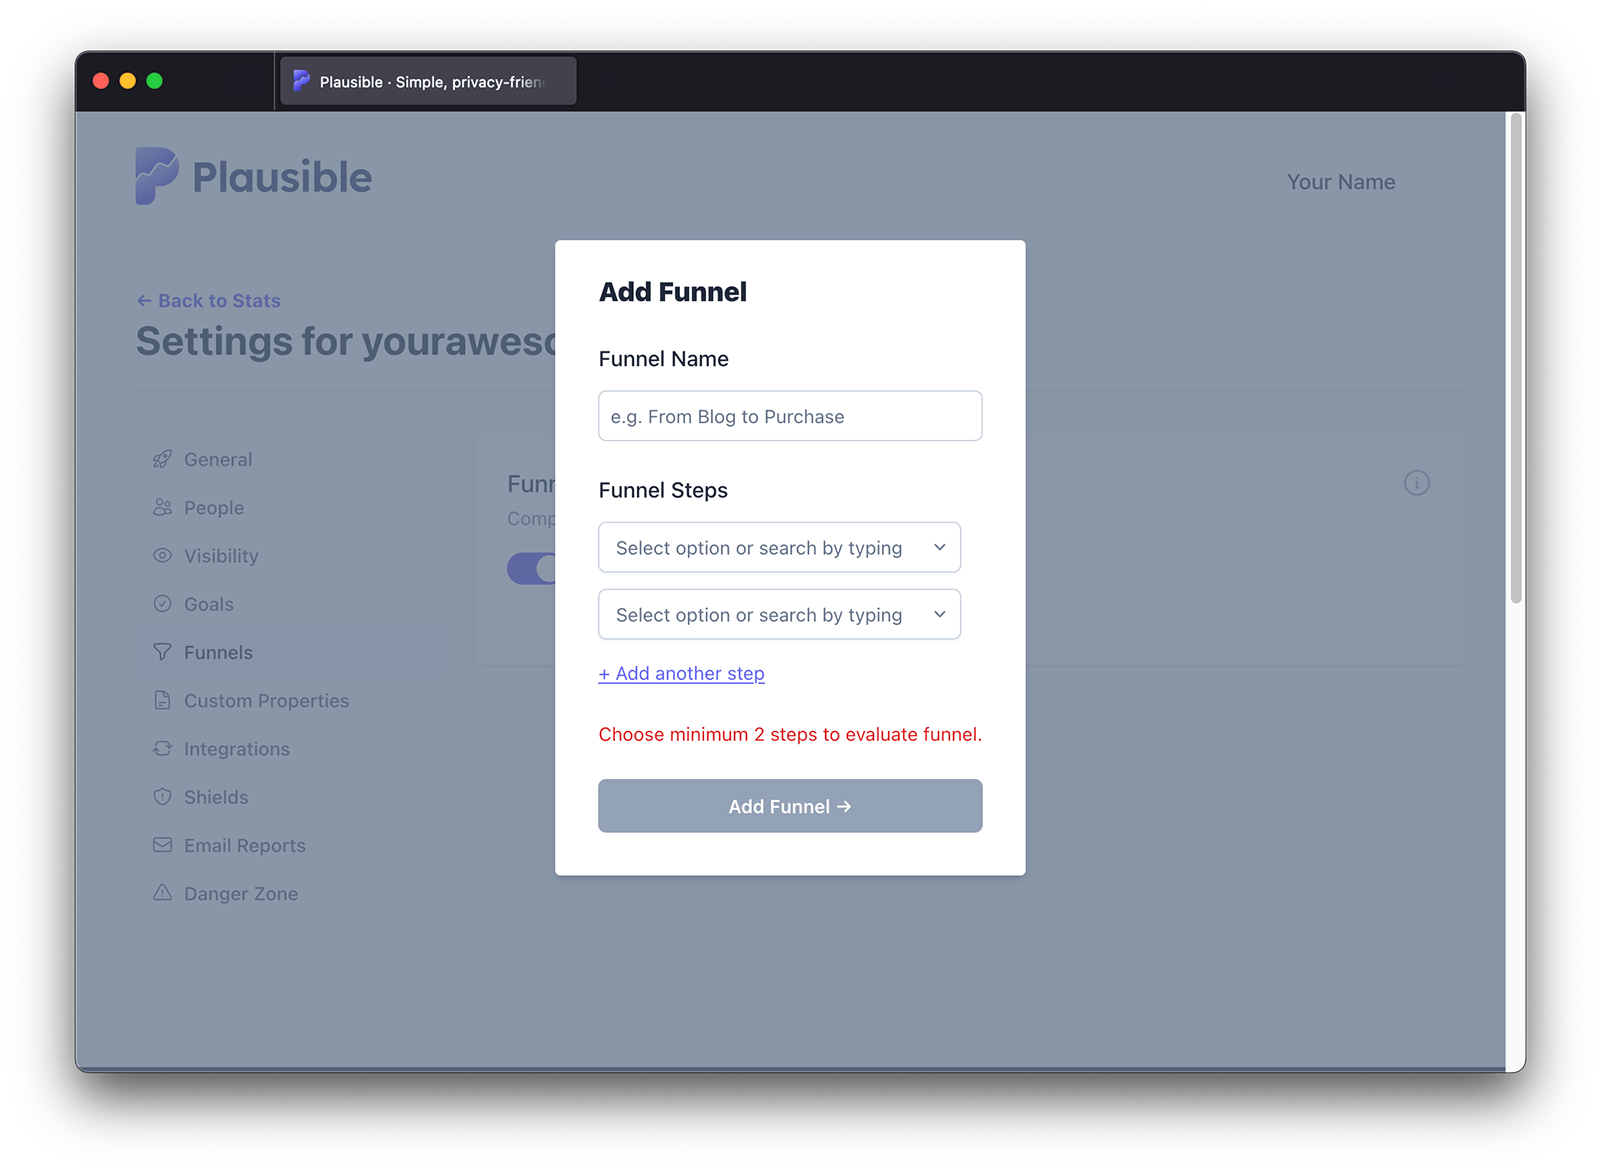 Plausible · Simple, privacy-frien
Plausible
Your Name
← Back to Stats
Settings for yourawes
General
People
Visibility
Goals
Funnels
Custom Properties
Integrations
Shields
Email Reports
Danger Zone
Fun
Comp
Add Funnel
Funnel Name
e.g. From Blog to Purchase
Funnel Steps
Select option or search by typing
Select option or search by typing
+ Add another step
Choose minimum 2 steps to evaluate funnel.
Add Funnel →